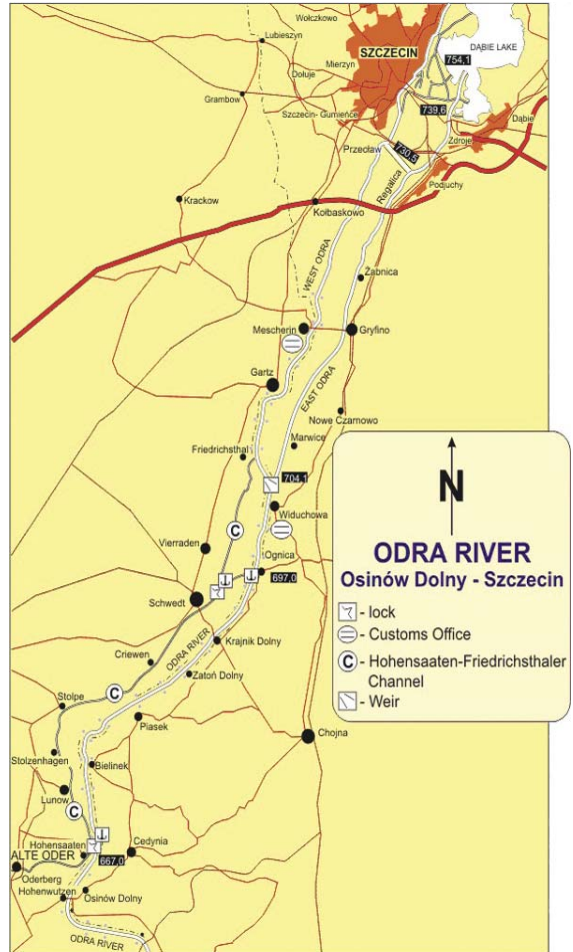 Wołczkowo
Lubieszyn
SZCZECIN
DĄBIE LAKE
754,1
Mierzyn
Dołuje
Grambow
739,6
Szczecin- Gumieńce
Dąbie
Zdroje
730,5
Przecław
Podjuchy
Regalica
Krackow
Kołbaskowo
WEST ODRA
Żabnica
Mescherin
Gryfino
Gartz
EAST ODRA
Nowe Czarnowo
Marwice
Friedrichsthal
704,1
Widuchowa
C
Vierraden
Ognica
697,0
Schwedt
Krajnik Dolny
ODRA RIVER
Criewen
Zatoń Dolny
C
Stolpe
Piasek
Chojna
Stolzenhagen
Bielinek
Lunow
C
Hohensaaten
Cedynia
ALTE ODER
667,0
Oderberg
Hohenwutzen
Osinów Dolny
ODRA RIVER
N
ODRA RIVER
Osinów Dolny - Szczecin
- lock
- Customs Office
C - Hohensaaten-Friedrichsthaler
Channel
- Weir